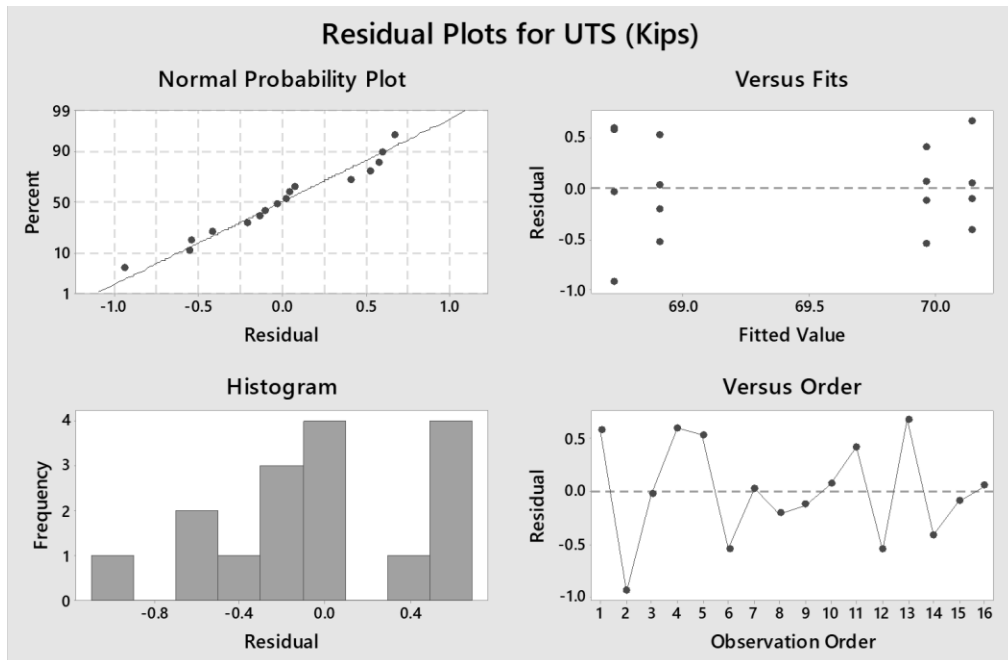 Residual Plots for UTS (Kips)
Normal Probability Plot
99
90
50
10
1
Percent
-1.0 -0.5 0.0 0.5 1.0
Residual
Versus Fits
0.5
0.0
-0.5
-1.0
Residual
69.0 69.5 70.0
Fitted Value
Histogram
4
3
2
1
0
Frequency
-0.8 -0.4 0.0 0.4
Residual
Versus Order
0.5
0.0
-0.5
-1.0
Residual
1 2 3 4 5 6 7 8 9 10 11 12 13 14 15 16
Observation Order